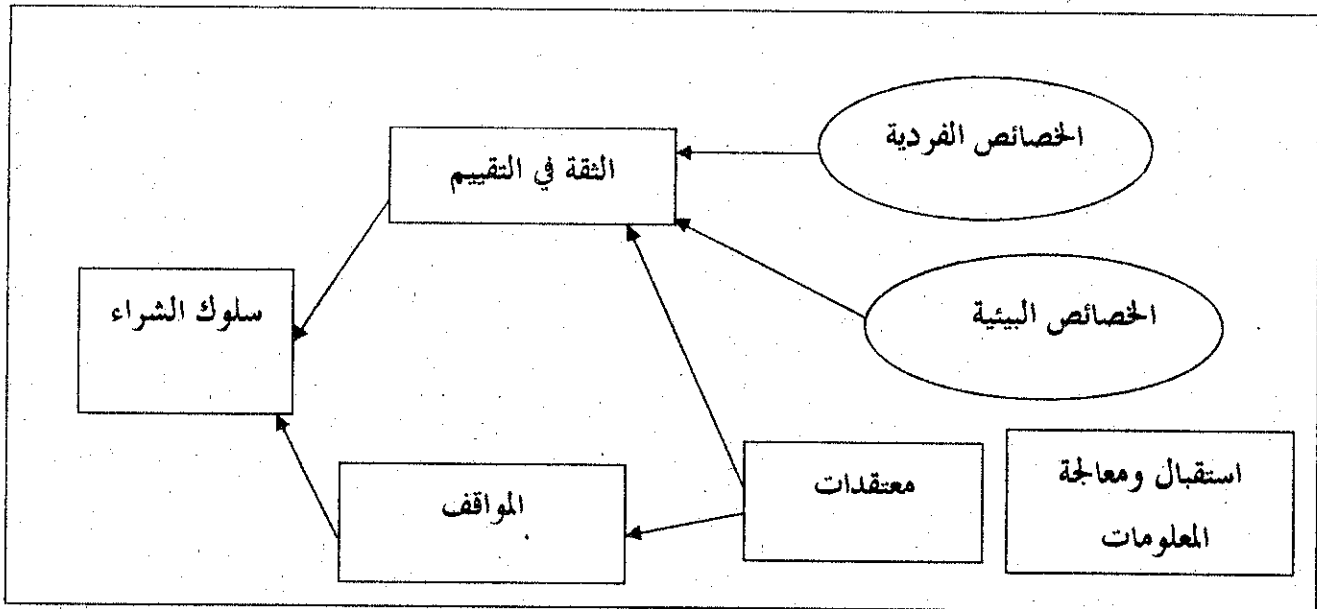 الخصائص الفردية
الثقة في التقييم
الخصائص البيئية
سلوك الشراء
استقبال ومعالجة
المعلومات
معتقدات
المواقف